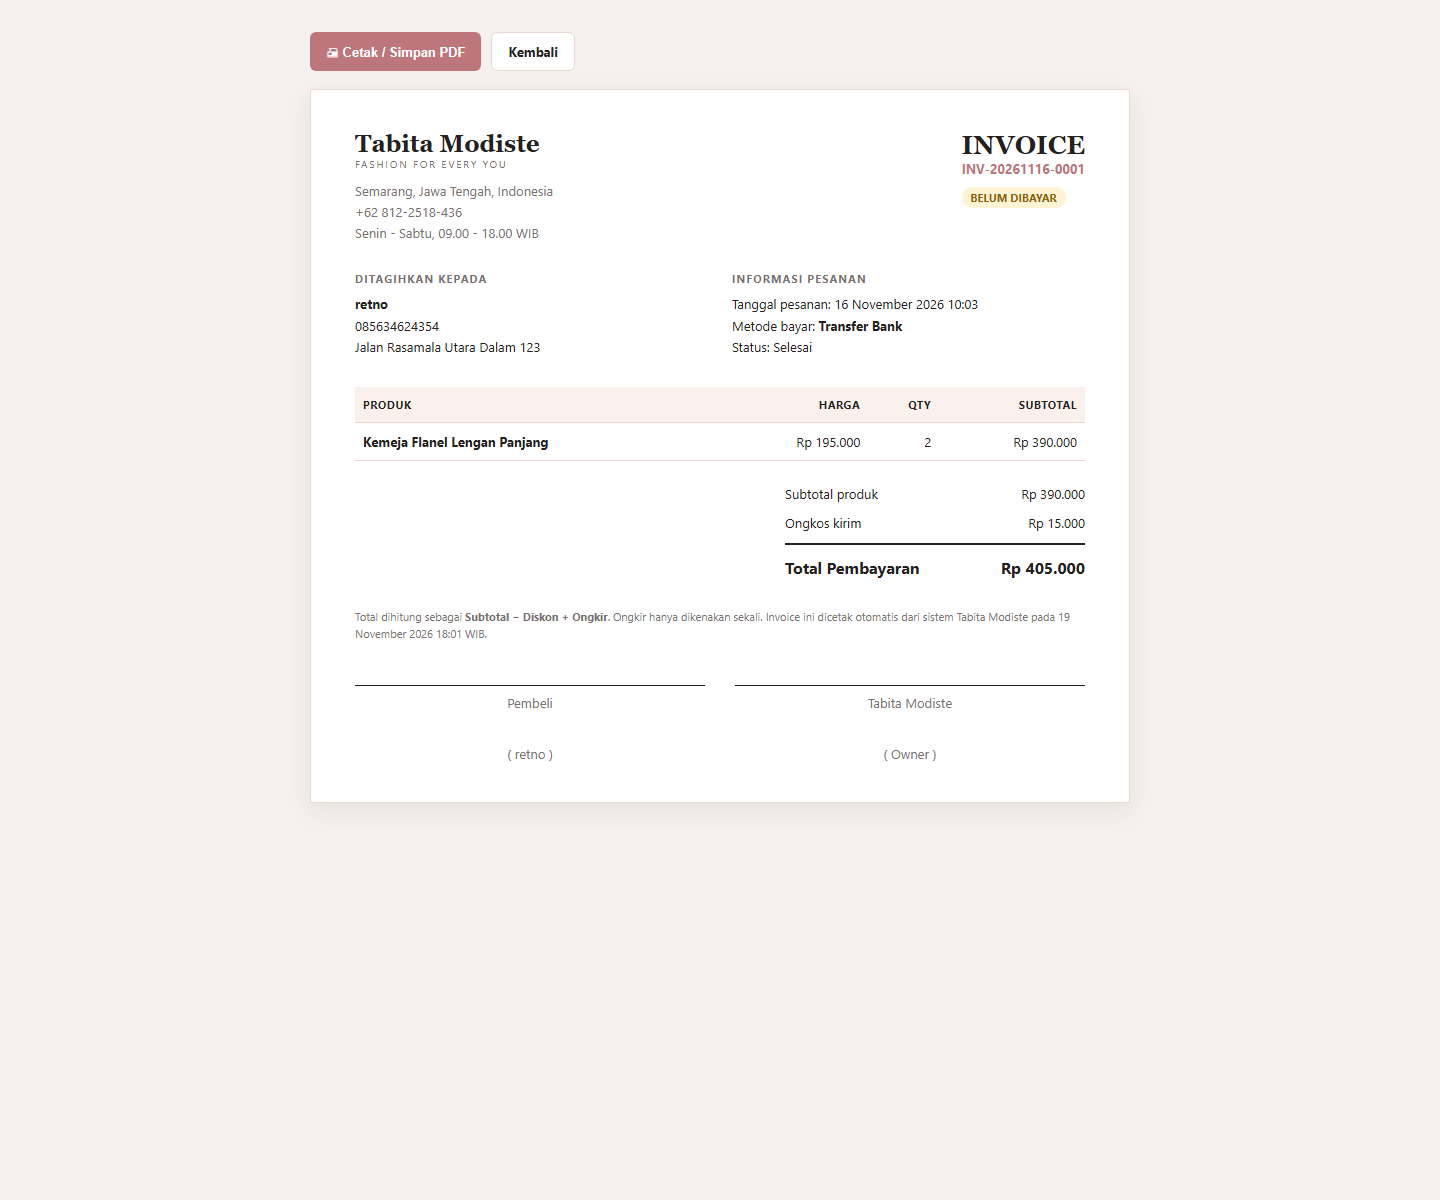 Cetak / Simpan PDF
Kembali
Tabita Modiste
FASHION FOR EVERY YOU
Semarang, Jawa Tengah, Indonesia
+62 812-2518-436
Senin - Sabtu, 09.00 - 18.00 WIB
INVOICE
INV-20261116-0001
BELUM DIBAYAR
DITAGIHKAN KEPADA
retno
085634624354
Jalan Rasamala Utara Dalam 123
INFORMASI PESANAN
Tanggal pesanan: 16 November 2026 10:03
Metode bayar: Transfer Bank
Status: Selesai
PRODUK HARGA QTY SUBTOTAL
Kemeja Flanel Lengan Panjang Rp 195.000 2 Rp 390.000
Subtotal produk Rp 390.000
Ongkos kirim Rp 15.000
Total Pembayaran Rp 405.000
Total dihitung sebagai Subtotal − Diskon + Ongkir. Ongkir hanya dikenakan sekali. Invoice ini dicetak otomatis dari sistem Tabita Modiste pada 19
November 2026 18:01 WIB.
Pembeli
( retno )
Tabita Modiste
( Owner )